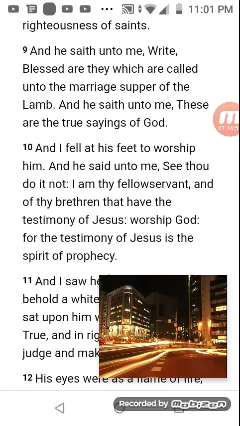 11:01 PM
righteousness of saints.
9 And he saith unto me, Write,
Blessed are they which are called
unto the marriage supper of the
Lamb. And he saith unto me, These
are the true sayings of God.
10 And I fell at his feet to worship
him. And he said unto me, See thou
do it not: I am thy fellowservant, and
of thy brethren that have the
testimony of Jesus: worship God:
for the testimony of Jesus is the
spirit of prophecy.
11 And I saw he
behold a white
sat upon him
True, and in rig
judge and mak
12 His eyes were as a flame of fire,
Recorded by mobizen